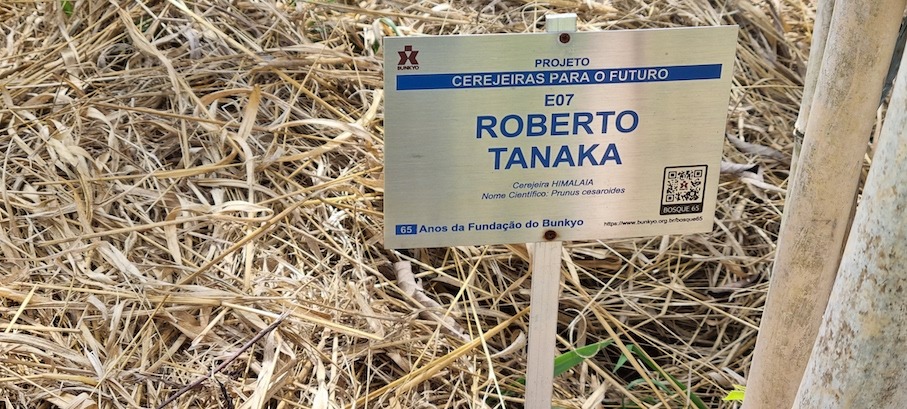 BUNKYO
PROJETO
CEREJEIRAS PARA O FUTURO
E07
ROBERTO
TANAKA
Cerejeira HIMALAIA
Nome Científico: Prunus cesaroides
BOSQUE 65
65 Anos da Fundação do Bunkyo
https://www.bunkyo.org.br/bosque65